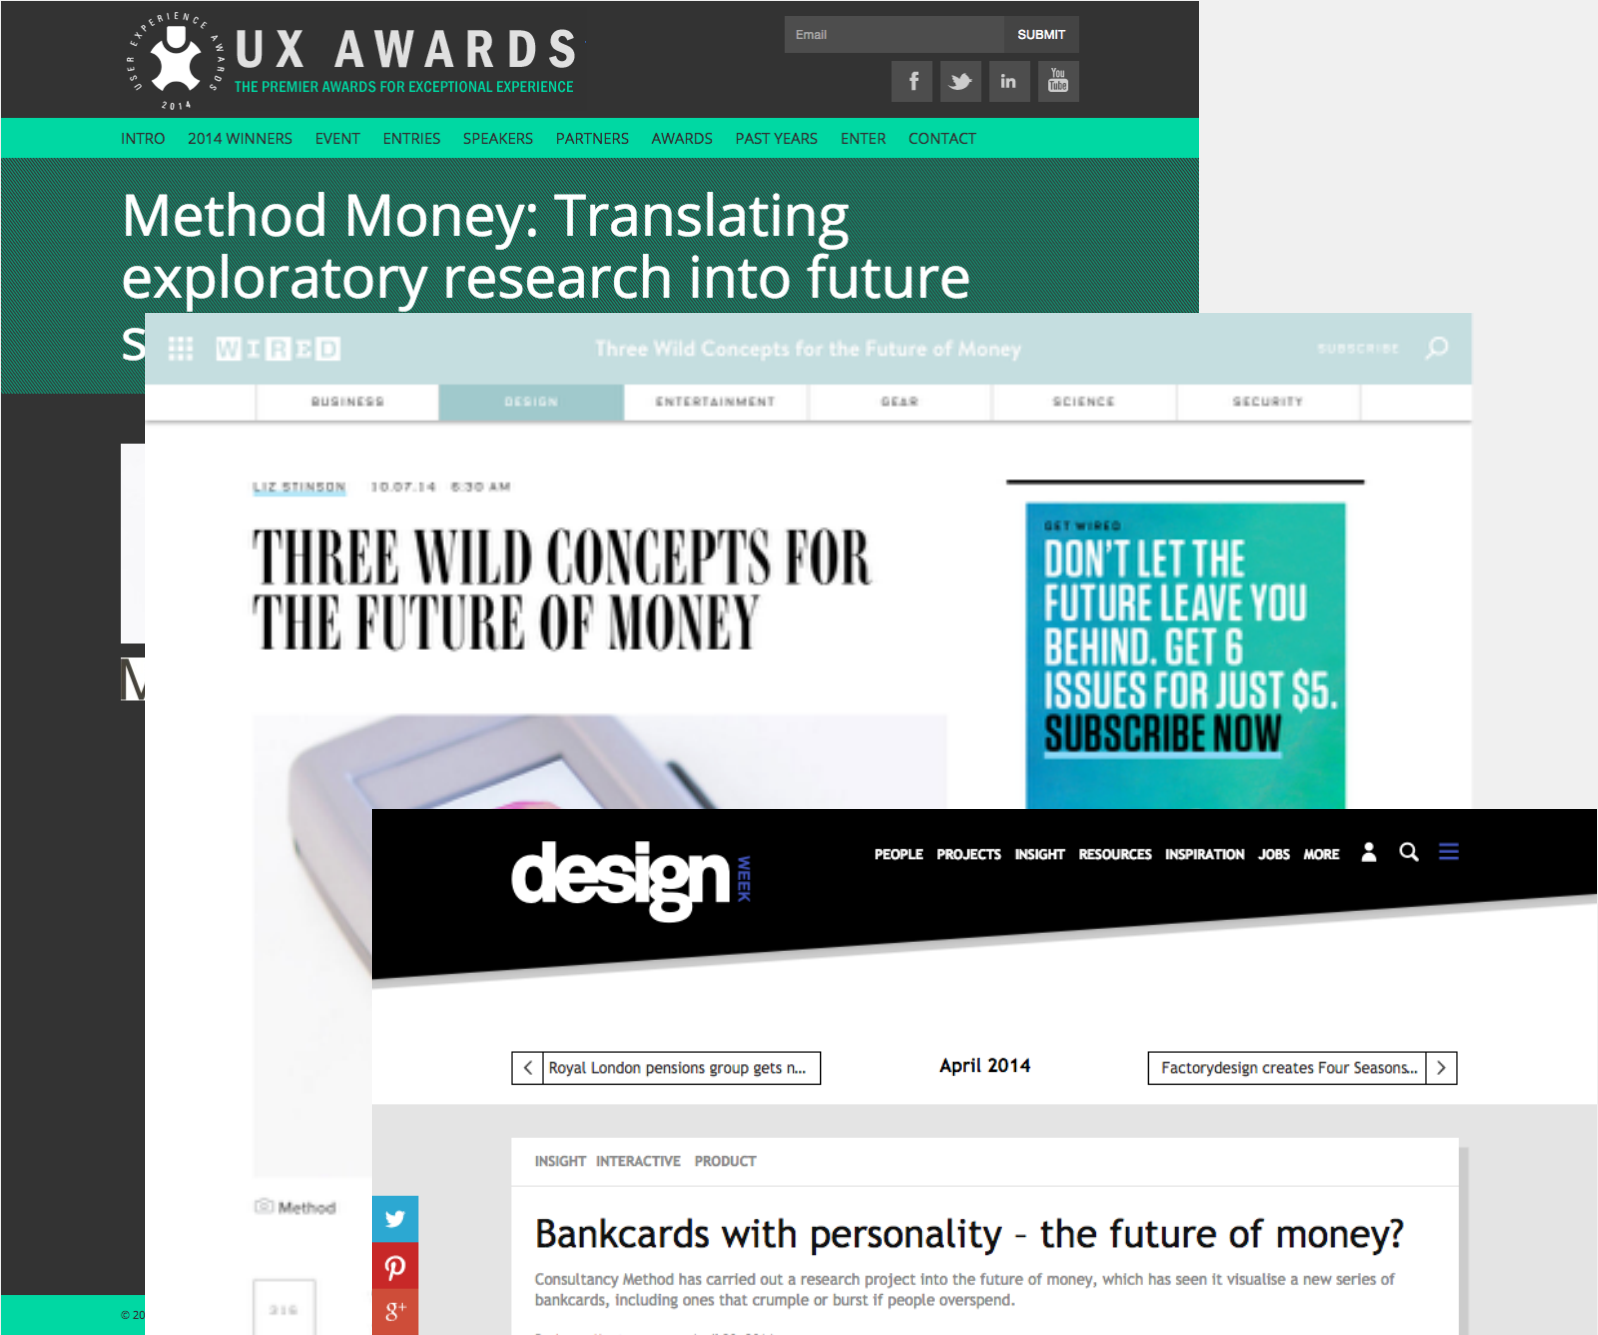 USER EXPERIENCE AWARDS
2014
UX AWARDS
THE PREMIER AWARDS FOR EXCEPTIONAL EXPERIENCE
Email
SUBMIT
f
in
You
Tube
INTRO 2014 WINNERS EVENT ENTRIES SPEAKERS PARTNERS AWARDS PAST YEARS ENTER CONTACT
Method Money: Translating
exploratory research into future
s
WIRED
Three Wild Concepts for the Future of Money
SUBSCRIBE
BUSINESS DESIGN ENTERTAINMENT GEAR SCIENCE SECURITY
LIZ STINSON 10.07.14 6:30 AM
THREE WILD CONCEPTS FOR
THE FUTURE OF MONEY
GET WIRED
DON'T LET THE
FUTURE LEAVE YOU
BEHIND. GET 6
ISSUES FOR JUST $5.
SUBSCRIBE NOW
Method
316
© 20
design
WEEK
PEOPLE PROJECTS INSIGHT RESOURCES INSPIRATION JOBS MORE
Royal London pensions group gets n...
April 2014
Factorydesign creates Four Seasons...
INSIGHT INTERACTIVE PRODUCT
Bankcards with personality – the future of money?
Consultancy Method has carried out a research project into the future of money, which has seen it visualise a new series of
bankcards, including ones that crumple or burst if people overspend.
g+